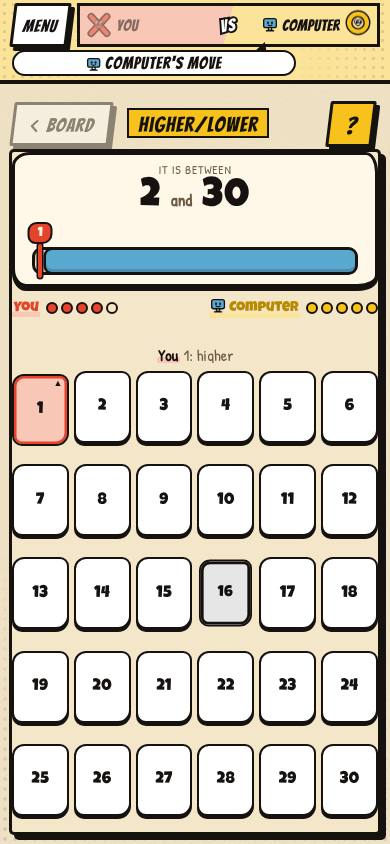 MENU
YOU
VS
COMPUTER
COMPUTER'S MOVE
< BOARD
HIGHER/LOWER
?
IT IS BETWEEN
2 and 30
1
YOU
COMPUTER
You 1: higher
1 2 3 4 5 6
7 8 9 10 11 12
13 14 15 16 17 18
19 20 21 22 23 24
25 26 27 28 29 30